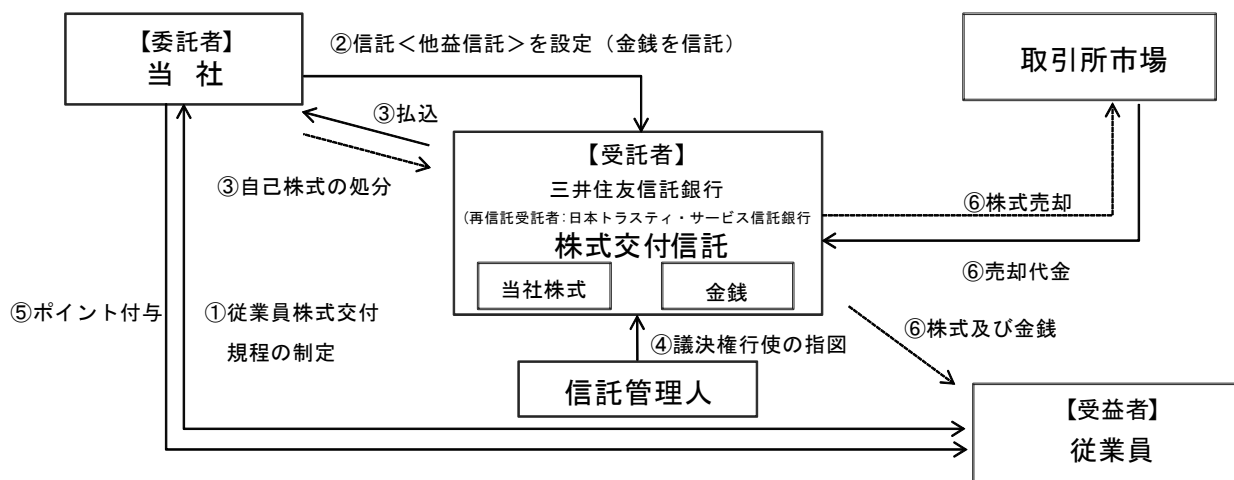 【委託者】
当 社
②信託＜他益信託＞を設定（金銭を信託）
取引所市場
③払込
③自己株式の処分
【受託者】
三井住友信託銀行
(再信託受託者：日本トラスティ・サービス信託銀行
株式交付信託
当社株式
金銭
⑥株式売却
⑥売却代金
⑤ポイント付与
①従業員株式交付
規程の制定
④議決権行使の指図
⑥株式及び金銭
信託管理人
【受益者】
従業員